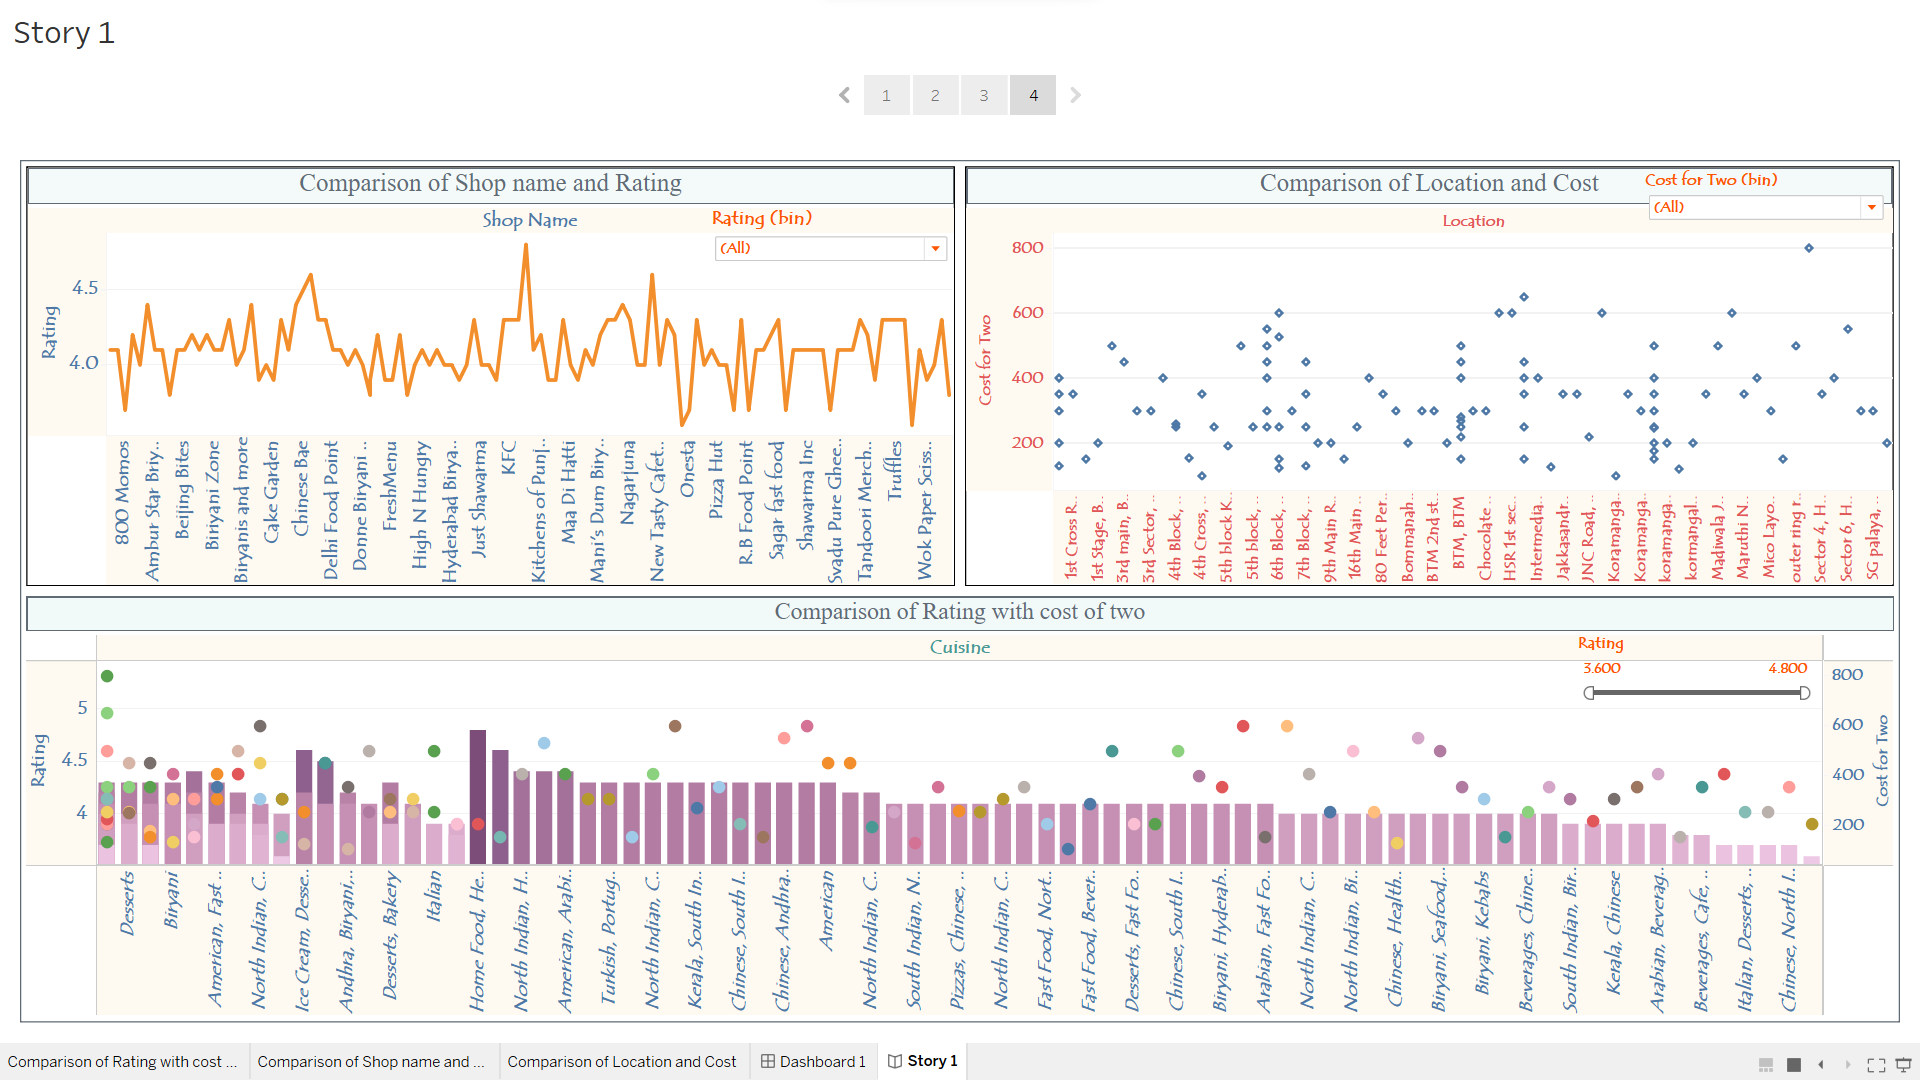 Story 1
1 2 3 4
Comparison of Shop name and Rating
Shop Name
Rating (bin)
(All)
Rating
4.5
4.0
800 Momos
Ambur Star Briy..
Beijing Bites
Biriyani Zone
Biryanis and more
Cake Garden
Chinese Bae
Delhi Food Point
Donne Biryani ..
FreshMenu
High N Hungry
Hyderabad Birya..
Just Shawarma
KFC
Kitchens of Punj..
Maa Di Hatti
Mani's Dum Biry..
Nagarjuna
New Tasty Cafet..
Onesta
Pizza Hut
R.B Food Point
Sagar fast food
Shawarma Inc
Svadu Pure Ghee..
Tandoori Merch..
Truffles
Wok Paper Sciss..
Comparison of Location and Cost
Cost for Two (bin)
(All)
Location
Cost for Two
800
600
400
200
1st Cross R..
1st Stage, B..
3rd main, B..
3rd Sector, ..
4th Block, ..
4th Cross, ..
5th block K..
5th block, ..
6th Block, ..
7th Block, ..
9th Main R..
16th Main ..
80 Feet Per..
Bommanah..
BTM 2nd st..
BTM, BTM
Chocolate ..
HSR 1st sec..
Intermedia..
Jakkasandr..
JNC Road, ..
Koramanga..
Koramanga..
koramanga..
kormangal ..
Madiwala J..
Maruthi N..
Mico Layo..
outer ring r..
Sector 4, H..
Sector 6, H..
SG palaya, ..
Comparison of Rating with cost of two
Cuisine
Rating
3.600 4.800
Rating
5
4.5
4
Cost for Two
800
600
400
200
Desserts
Biryani
American, Fast ..
North Indian, C..
Ice Cream, Desse..
Andhra, Biryani,..
Desserts, Bakery
Italian
Home Food, He..
North Indian, H..
American, Arabi..
Turkish, Portug..
North Indian, C..
Kerala, South In..
Chinese, South I..
Chinese, Andhra..
American
North Indian, C..
South Indian, N..
Pizzas, Chinese, ..
North Indian, C..
Fast Food, Nort..
Fast Food, Bever..
Desserts, Fast Fo..
Chinese, South I..
Biryani, Hyderab..
Arabian, Fast Fo..
North Indian, C..
North Indian, Bi..
Chinese, Health..
Biryani, Seafood,..
Biryani, Kebabs
Beverages, Chine..
South Indian, Bir..
Kerala, Chinese
Arabian, Beverag..
Beverages, Cafe, ..
Italian, Desserts, ..
Chinese, North I..
Comparison of Rating with cost ...
Comparison of Shop name and ...
Comparison of Location and Cost
Dashboard 1
Story 1